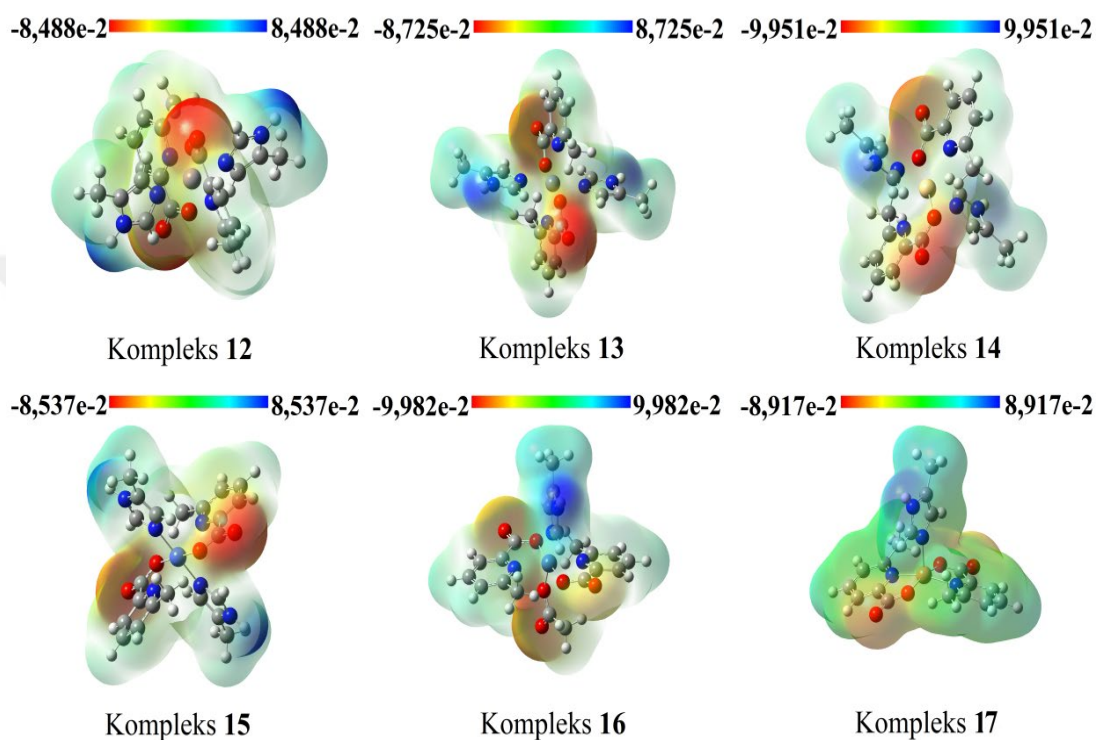 -8,488e-2 8,488e-2 -8,725e-2 8,725e-2 -9,951e-2 9,951e-2
Kompleks 12 Kompleks 13 Kompleks 14
-8,537e-2 8,537e-2 -9,982e-2 9,982e-2 -8,917e-2 8,917e-2
Kompleks 15 Kompleks 16 Kompleks 17